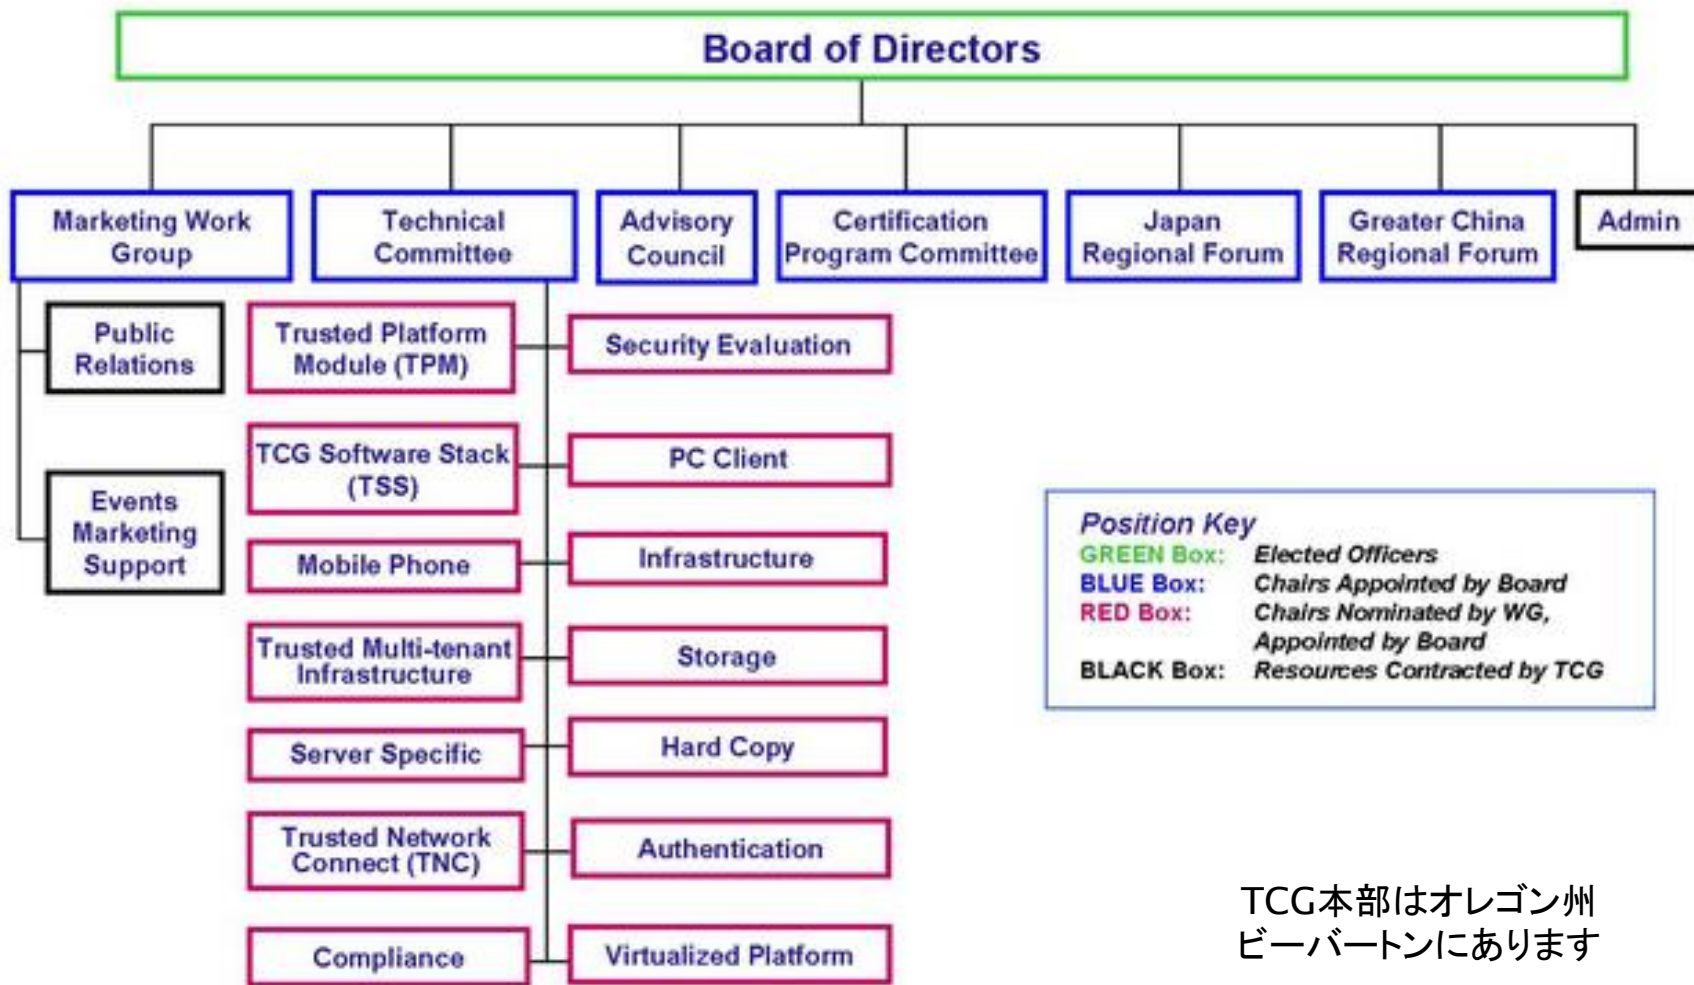 Board of Directors
Marketing Work
Group
Technical
Committee
Advisory
Council
Certification
Program Committee
Japan
Regional Forum
Greater China
Regional Forum
Admin
Public
Relations
Events
Marketing
Support
Trusted Platform
Module (TPM)
Security Evaluation
TCG Software Stack
(TSS)
PC Client
Mobile Phone
Infrastructure
Trusted Multi-tenant
Infrastructure
Storage
Server Specific
Hard Copy
Trusted Network
Connect (TNC)
Authentication
Compliance
Virtualized Platform
Position Key
GREEN Box: Elected Officers
BLUE Box: Chairs Appointed by Board
RED Box: Chairs Nominated by WG,
Appointed by Board
BLACK Box: Resources Contracted by TCG
TCG本部はオレゴン州
ビーバートンにあります